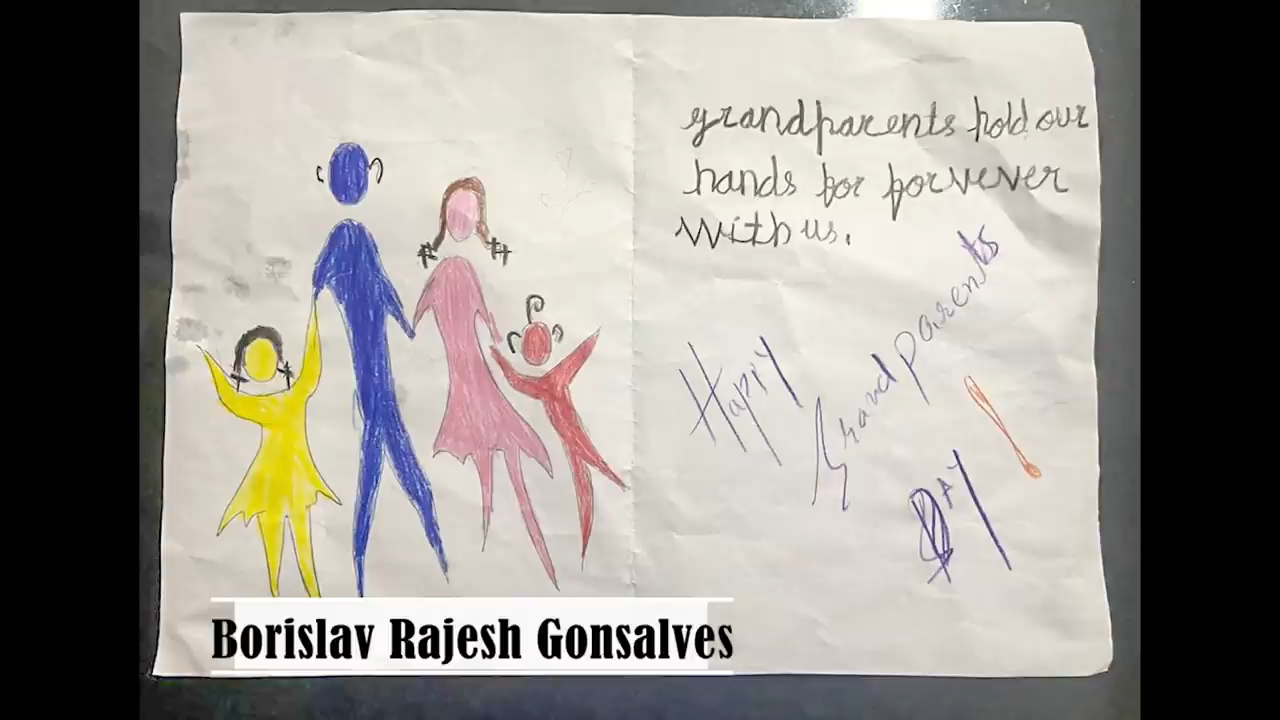 grandparents hold our
hands for forvever
with us.
Happy
Grandparents
DAY!
Borislav Rajesh Gonsalves